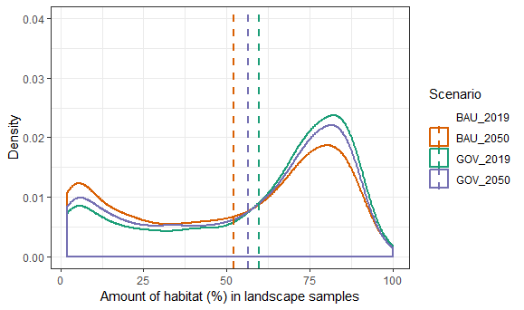 0.04
0.03
0.02
0.01
0.00
Density
0
25
50
75
100
Amount of habitat (%) in landscape samples
Scenario
BAU_2019
BAU_2050
GOV_2019
GOV_2050